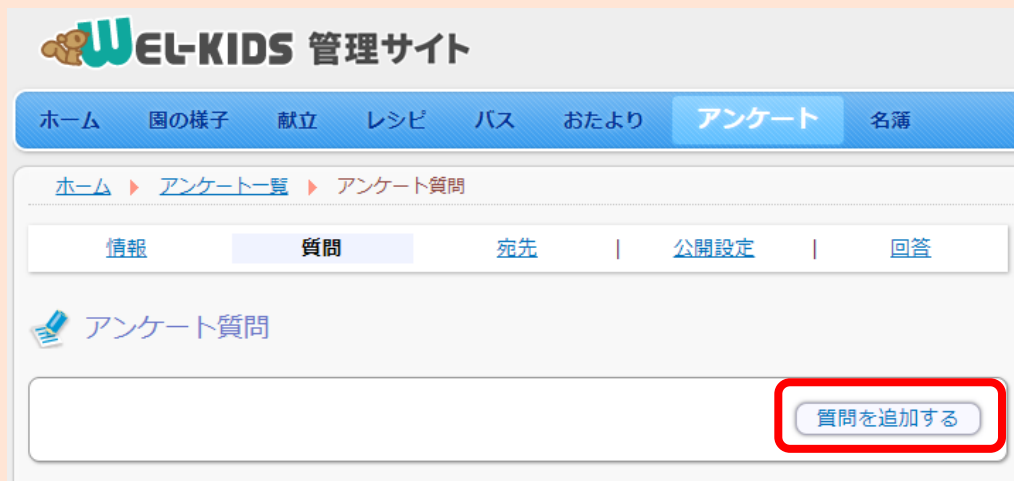 WEL-KIDS 管理サイト
ホーム 園の様子 献立 レシピ バス おたより アンケート 名簿
ホーム アンケート一覧 アンケート質問
情報 質問 宛先 | 公開設定 | 回答
アンケート質問
質問を追加する